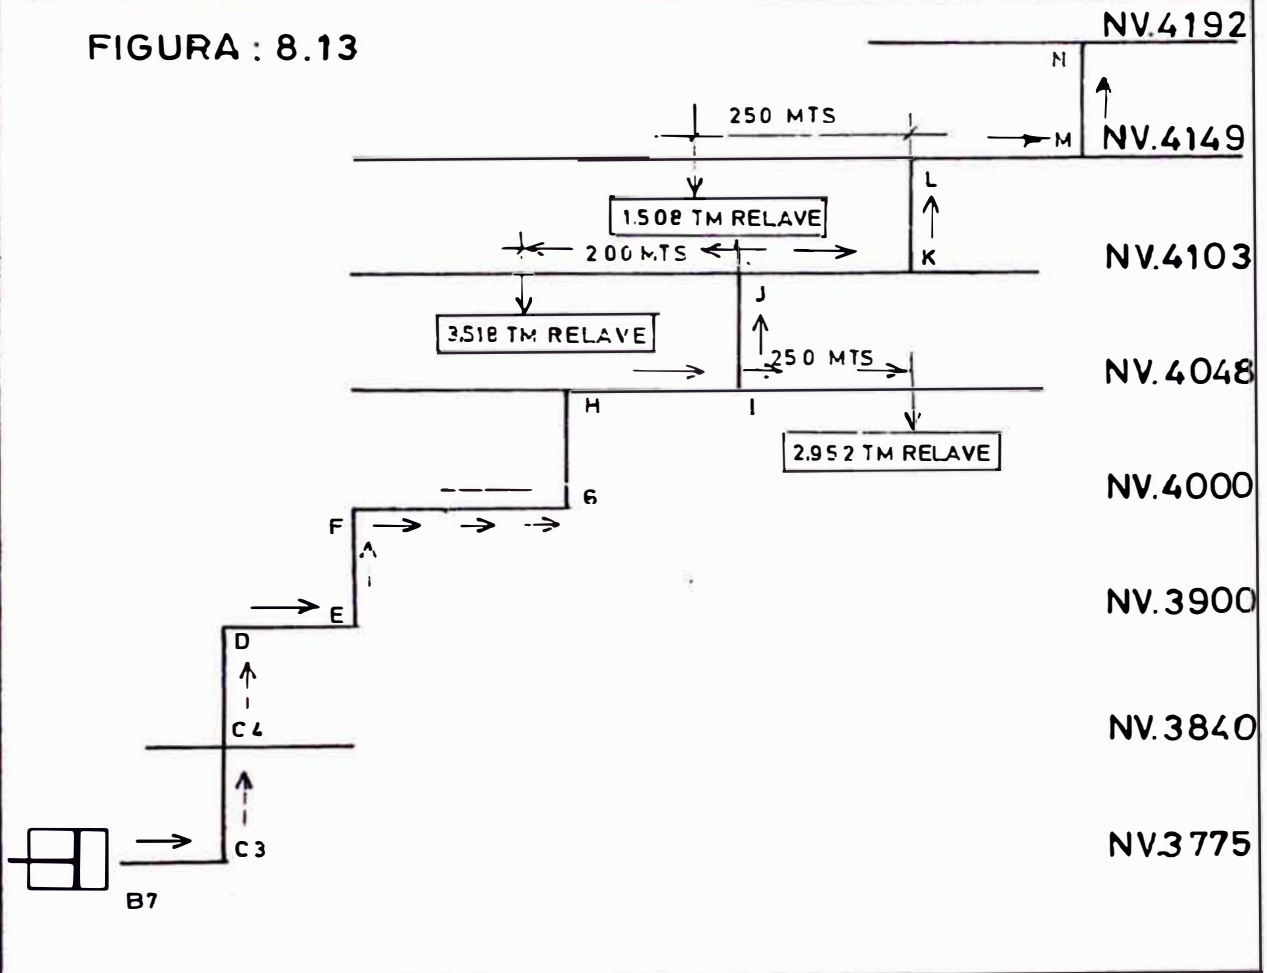 FIGURA : 8.13
NV.4192
N
250 MTS
M
NV.4149
L
1.508 TM RELAVE
200 MTS
K
NV.4103
J
3.518 TM RELAVE
250 MTS
NV.4048
H
I
2.952 TM RELAVE
G
NV.4000
F
E
NV.3900
D
C4
NV.3840
C3
NV.3775
B7